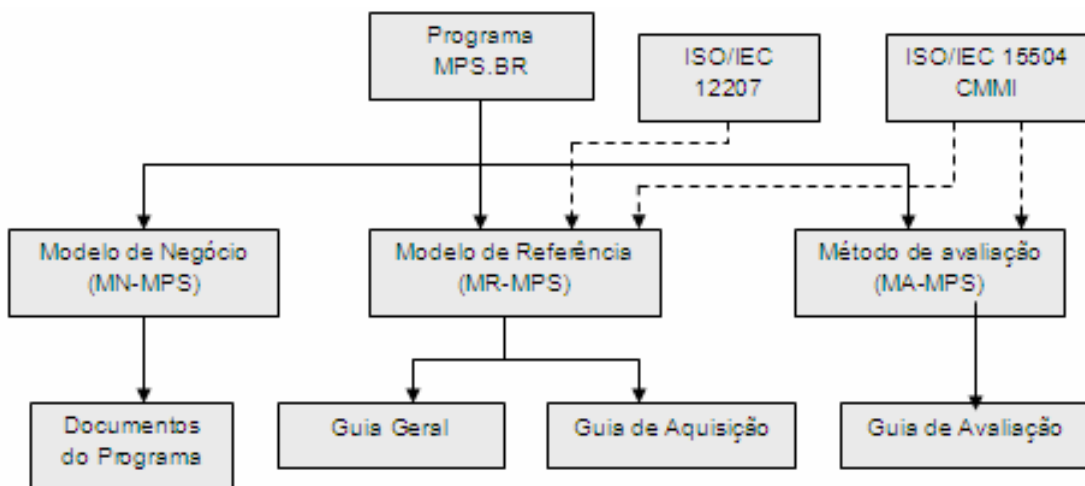 Programa
MPS.BR
ISO/IEC
12207
ISO/IEC 15504
CMMI
Modelo de Negócio
(MN-MPS)
Modelo de Referência
(MR-MPS)
Método de avaliação
(MA-MPS)
Documentos
do Programa
Guia Geral
Guia de Aquisição
Guia de Avaliação